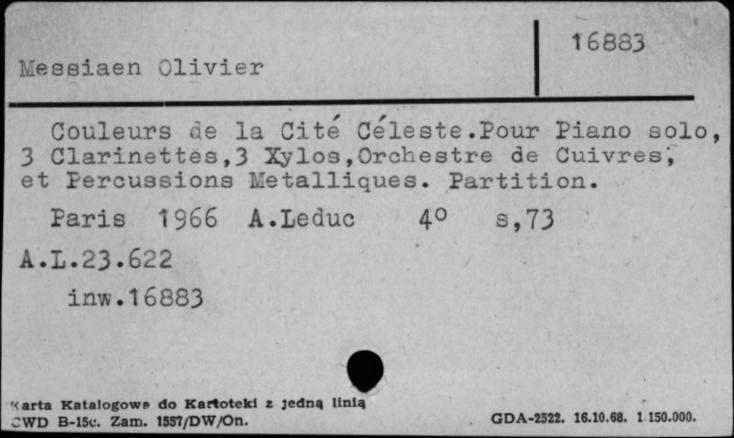 16883
Messiaen Olivier
Couleurs de la Cité Céleste.Pour Piano solo,
3 Clarinettes,3 Xylos,Orchestre de Cuivres,
et Percussions Metalliques. Partition.
Paris 1966 A.Leduc 4º s,73
A.L.23.622
inw.16883
Karta Katalogowa do Kartoteki z jedną linią
CWD B-15c. Zam. 1557/DW/On. GDA-2522. 16.10.68. 1 150.000.